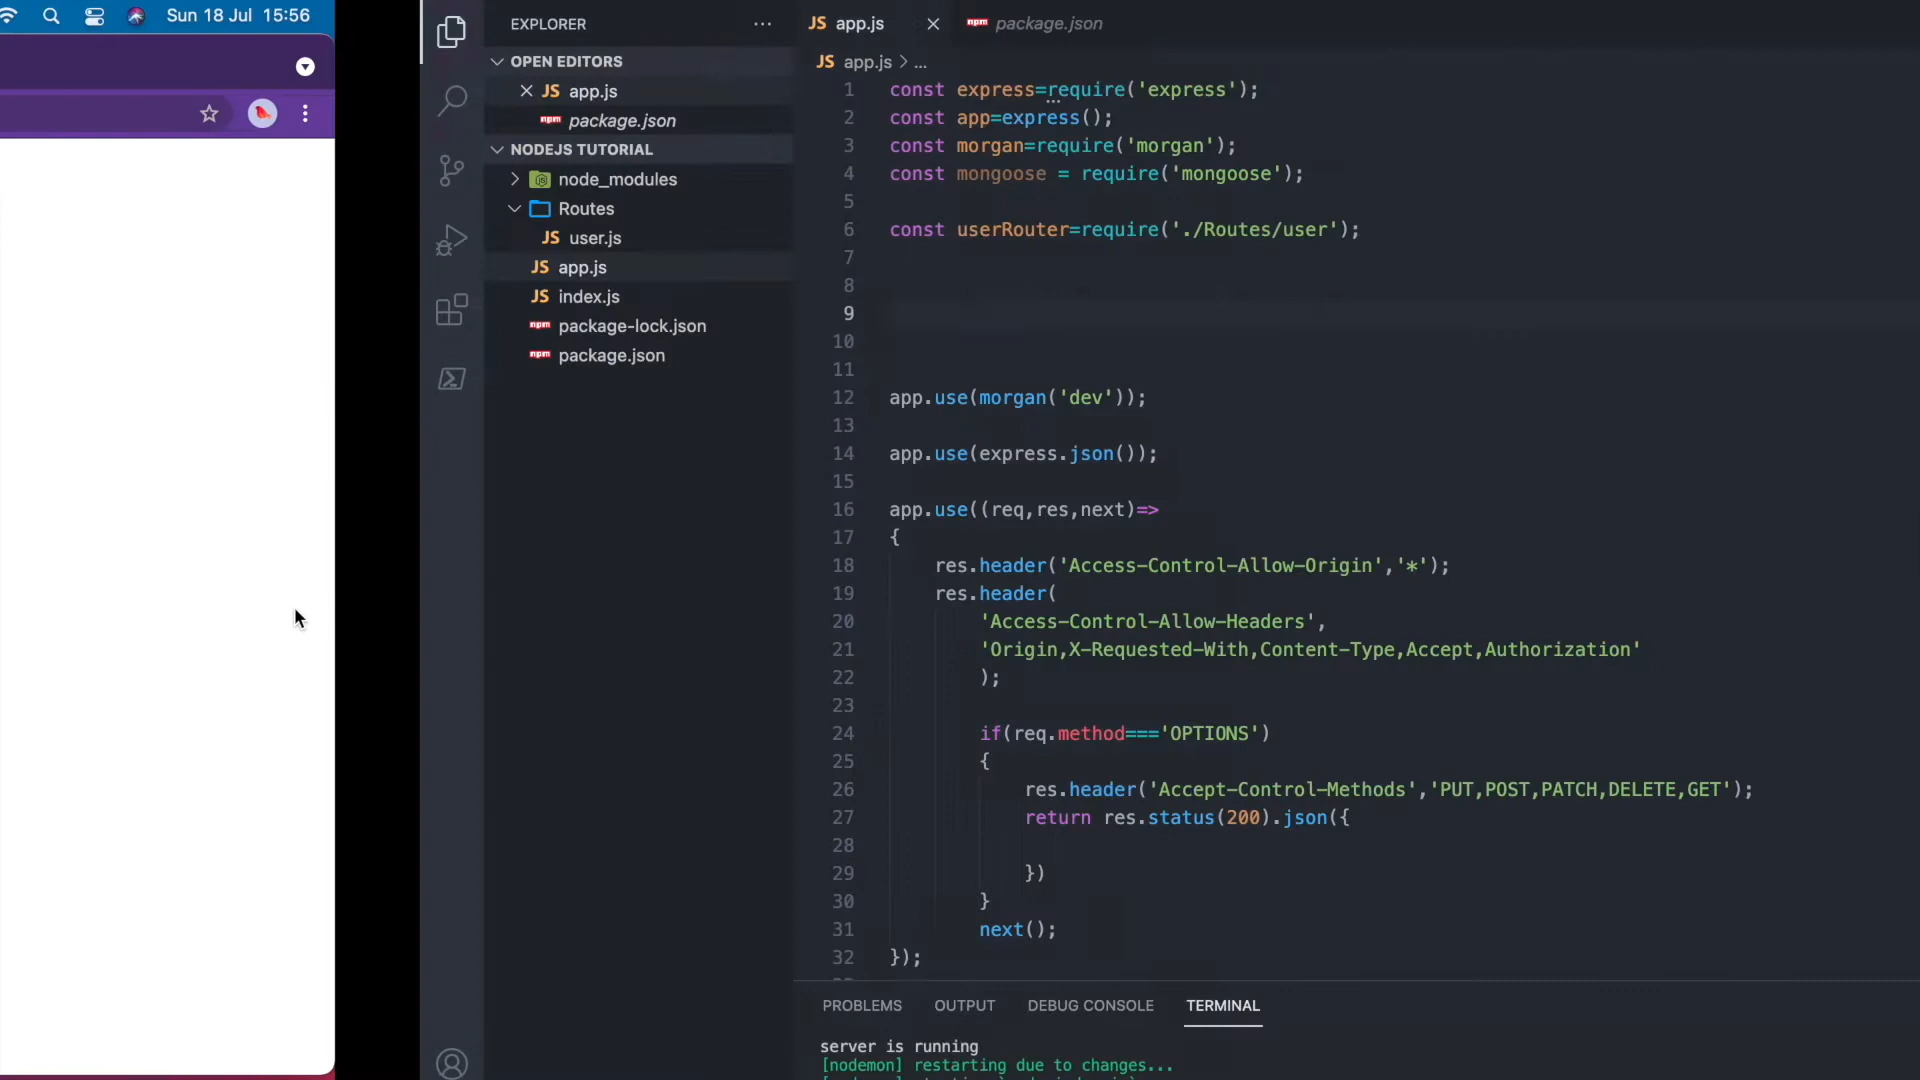 Sun 18 Jul 15:56
EXPLORER
OPEN EDITORS
JS app.js
npm package.json
NODEJS TUTORIAL
node_modules
Routes
JS user.js
JS app.js
JS index.js
npm package-lock.json
npm package.json
JS app.js
npm package.json
JS app.js > ...
1 const express=require('express');
2 const app=express();
3 const morgan=require('morgan');
4 const mongoose = require('mongoose');
5
6 const userRouter=require('./Routes/user');
7
8
9
10
11
12 app.use(morgan('dev'));
13
14 app.use(express.json());
15
16 app.use((req,res,next)=>
17 {
18 res.header('Access-Control-Allow-Origin','*');
19 res.header(
20 'Access-Control-Allow-Headers',
21 'Origin,X-Requested-With,Content-Type,Accept,Authorization'
22 );
23
24 if(req.method==='OPTIONS')
25 {
26 res.header('Accept-Control-Methods','PUT,POST,PATCH,DELETE,GET');
27 return res.status(200).json({
28
29 })
30 }
31 next();
32 });
PROBLEMS OUTPUT DEBUG CONSOLE TERMINAL
server is running
[nodemon] restarting due to changes...